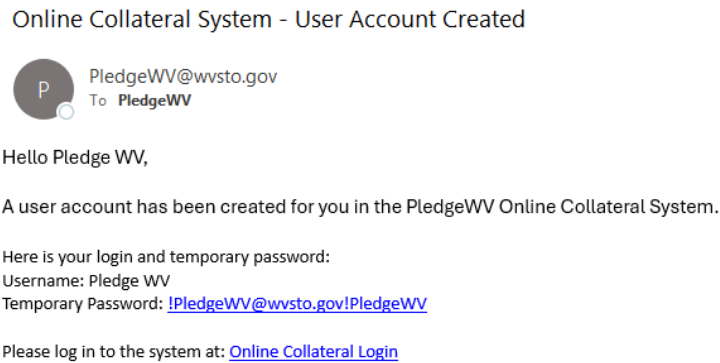 Online Collateral System - User Account Created
P
PledgeWV@wvsto.gov
To PledgeWV
Hello Pledge WV,
A user account has been created for you in the PledgeWV Online Collateral System.
Here is your login and temporary password:
Username: Pledge WV
Temporary Password: !PledgeWV@wvsto.gov!PledgeWV
Please log in to the system at: Online Collateral Login